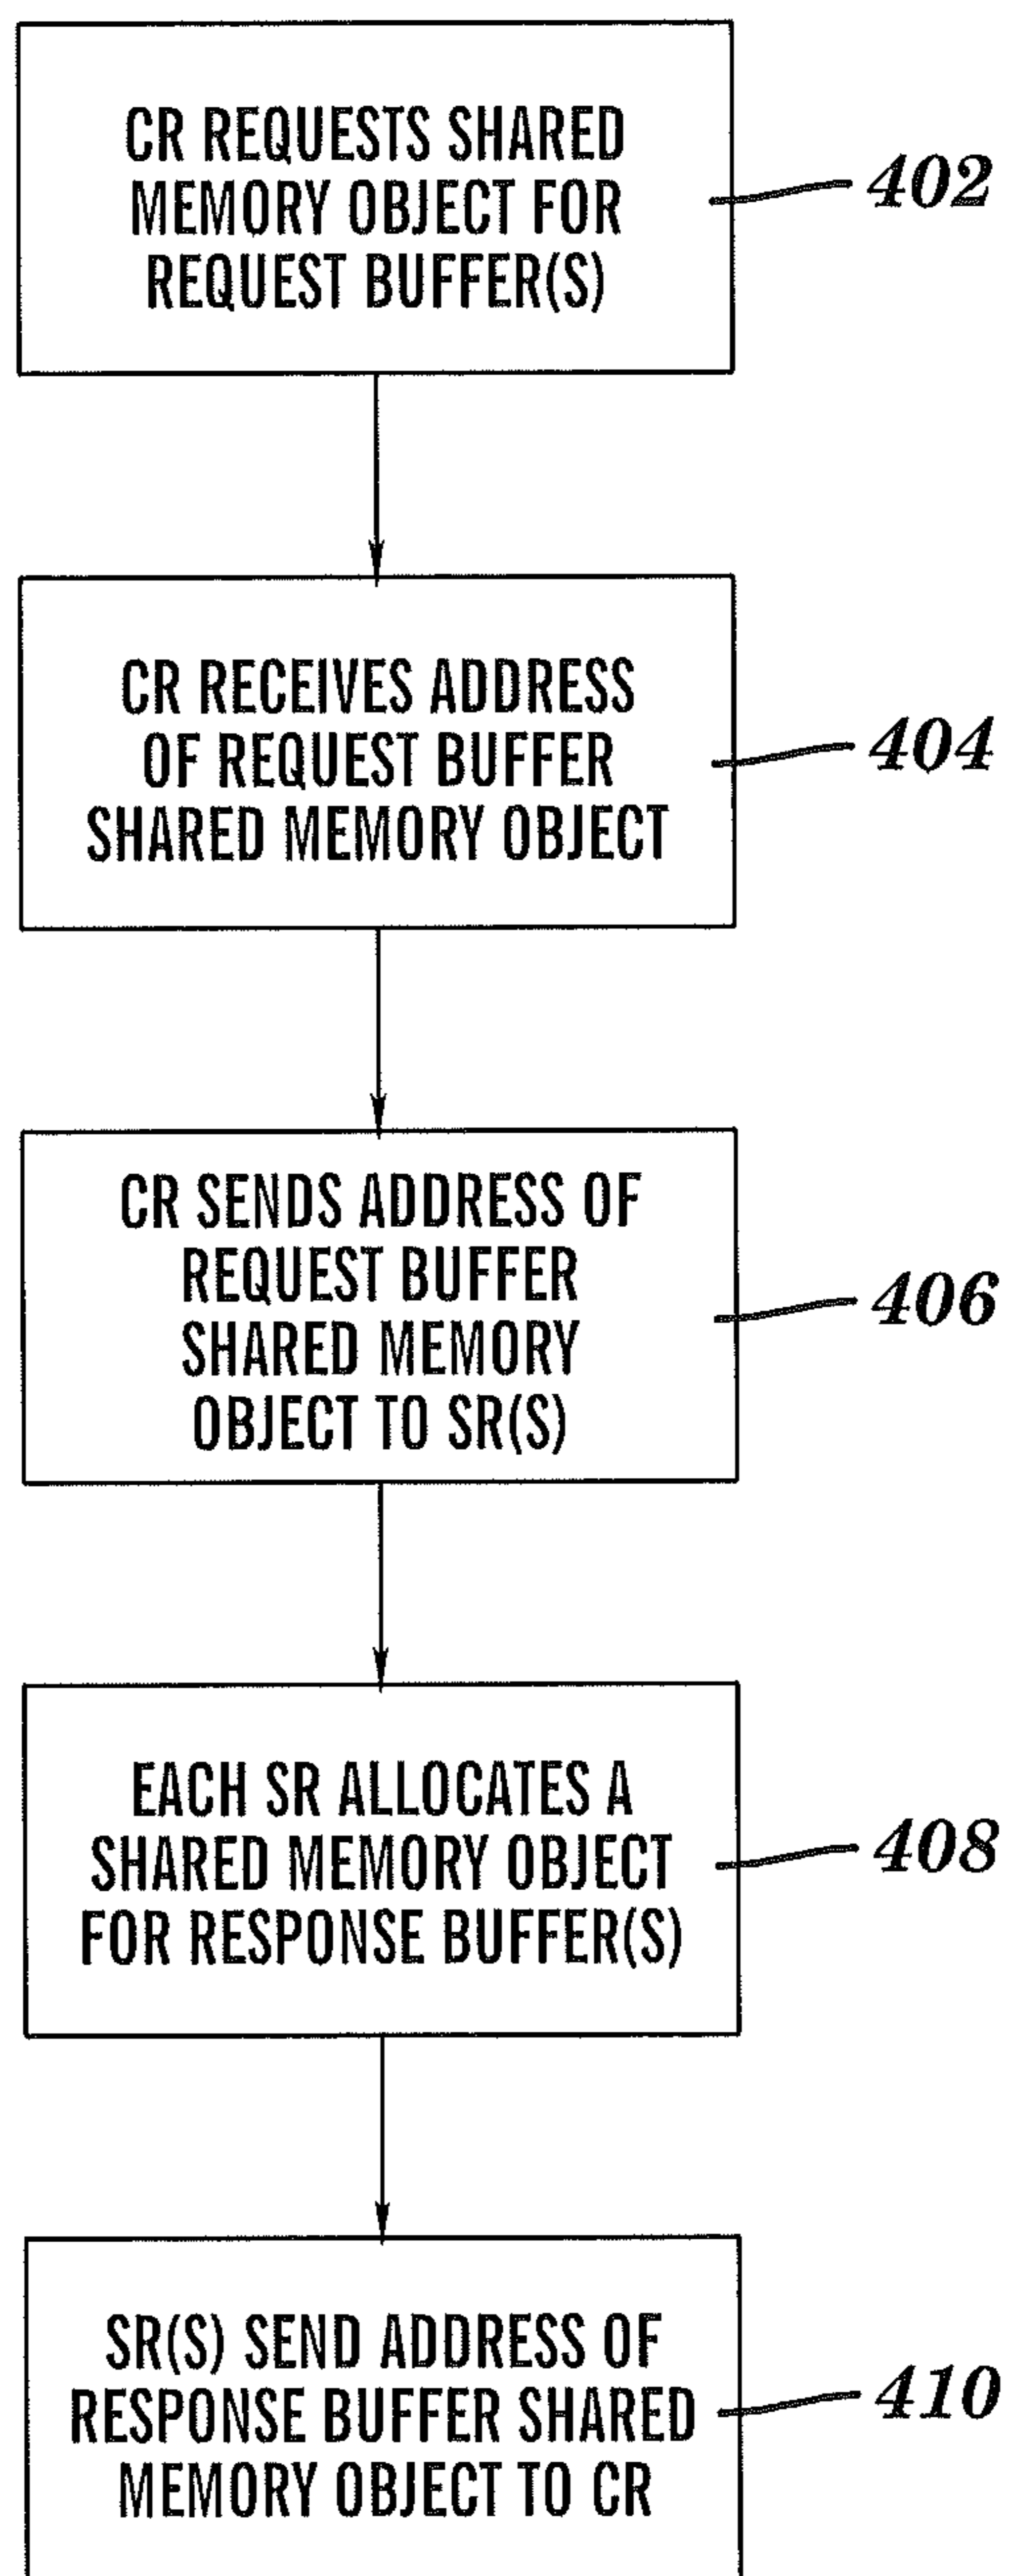 CR REQUESTS SHARED
MEMORY OBJECT FOR
REQUEST BUFFER(S)
402
CR RECEIVES ADDRESS
OF REQUEST BUFFER
SHARED MEMORY OBJECT
404
CR SENDS ADDRESS OF
REQUEST BUFFER
SHARED MEMORY
OBJECT TO SR(S)
406
EACH SR ALLOCATES A
SHARED MEMORY OBJECT
FOR RESPONSE BUFFER(S)
408
SR(S) SEND ADDRESS OF
RESPONSE BUFFER SHARED
MEMORY OBJECT TO CR
410